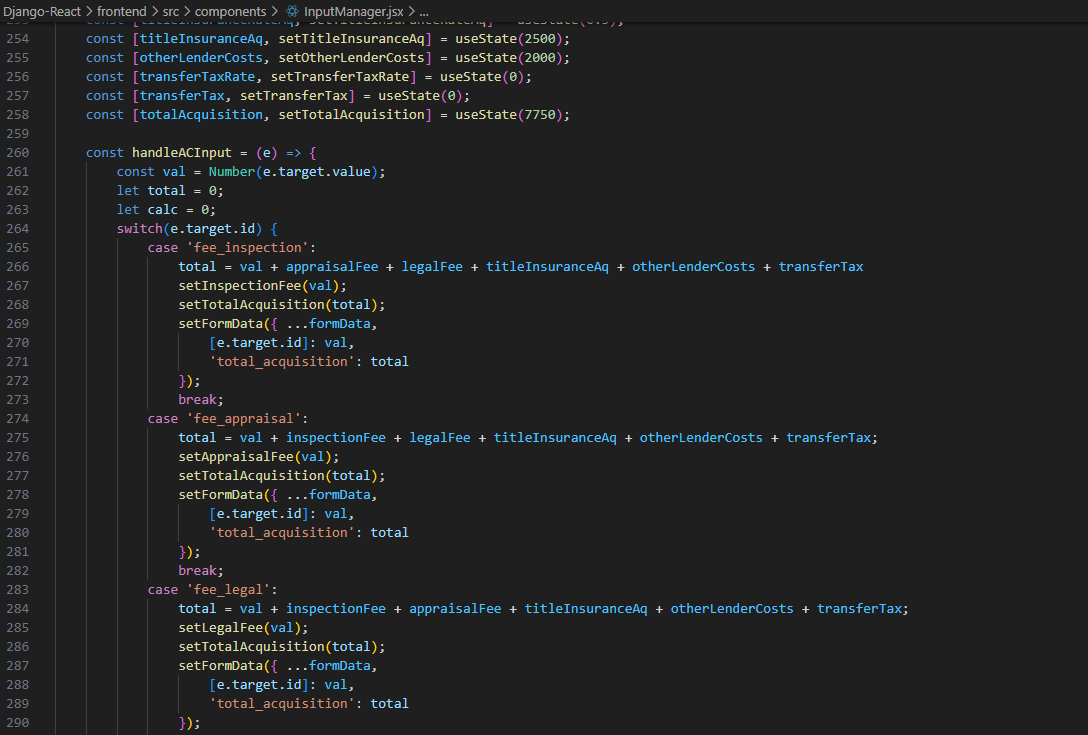 Django-React > frontend > src > components > InputManager.jsx > ...
254 const [titleInsuranceAq, setTitleInsuranceAq] = useState(2500);
255 const [otherLenderCosts, setOtherLenderCosts] = useState(2000);
256 const [transferTaxRate, setTransferTaxRate] = useState(0);
257 const [transferTax, setTransferTax] = useState(0);
258 const [totalAcquisition, setTotalAcquisition] = useState(7750);
259
260 const handleACInput = (e) => {
261 const val = Number(e.target.value);
262 let total = 0;
263 let calc = 0;
264 switch(e.target.id) {
265 case 'fee_inspection':
266 total = val + appraisalFee + legalFee + titleInsuranceAq + otherLenderCosts + transferTax
267 setInspectionFee(val);
268 setTotalAcquisition(total);
269 setFormData({ ...formData,
270 [e.target.id]: val,
271 'total_acquisition': total
272 });
273 break;
274 case 'fee_appraisal':
275 total = val + inspectionFee + legalFee + titleInsuranceAq + otherLenderCosts + transferTax;
276 setAppraisalFee(val);
277 setTotalAcquisition(total);
278 setFormData({ ...formData,
279 [e.target.id]: val,
280 'total_acquisition': total
281 });
282 break;
283 case 'fee_legal':
284 total = val + inspectionFee + appraisalFee + titleInsuranceAq + otherLenderCosts + transferTax;
285 setLegalFee(val);
286 setTotalAcquisition(total);
287 setFormData({ ...formData,
288 [e.target.id]: val,
289 'total_acquisition': total
290 });